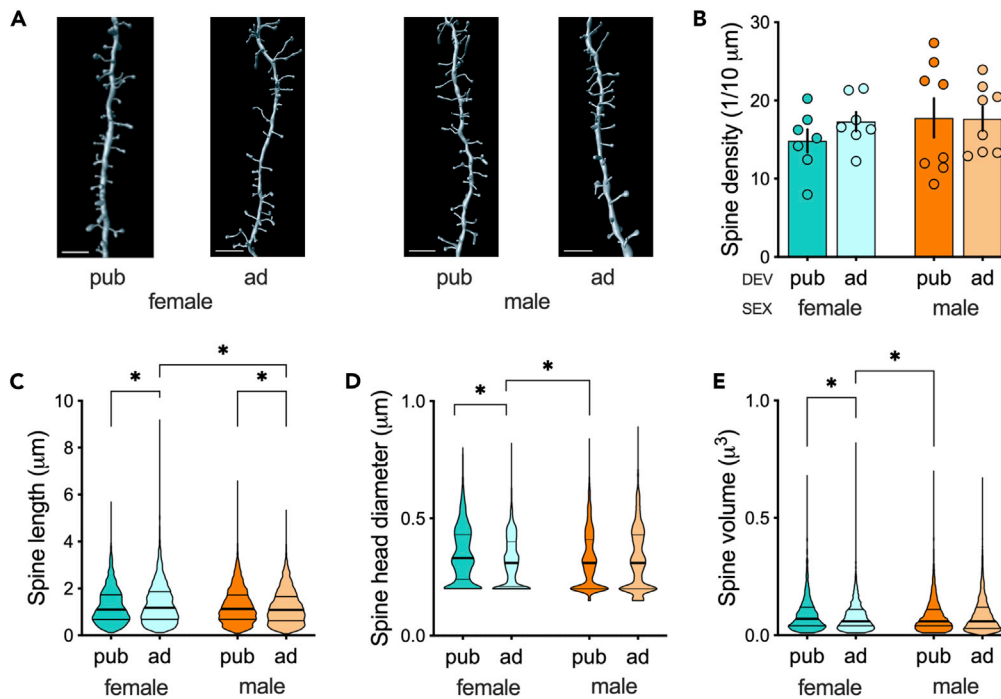 A
pub ad pub ad
female male
B
Spine density (1/10 μm)
30
20
10
0
DEV pub ad pub ad
SEX female male
C
* * *
Spine length (μm)
10
8
6
4
2
0
pub ad pub ad
female male
D
* *
Spine head diameter (μm)
1.0
0.5
0.0
pub ad pub ad
female male
E
* *
Spine volume (μ³)
1.0
0.5
0.0
pub ad pub ad
female male